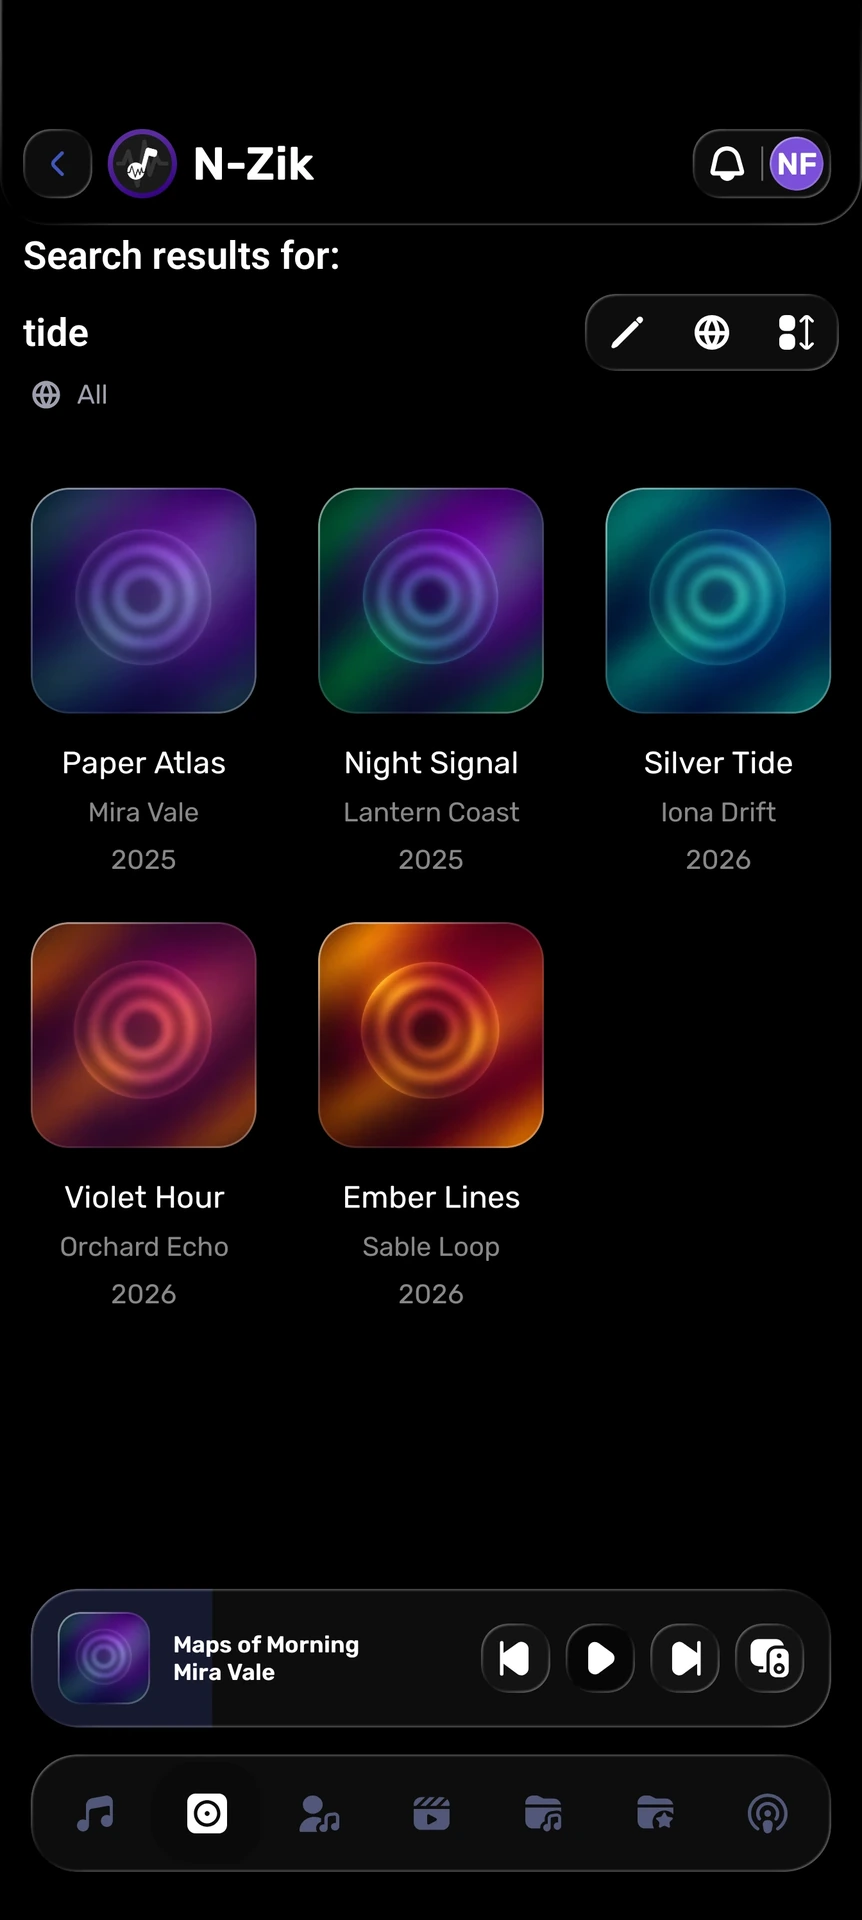 N-Zik
NF
Search results for:
tide
All
Paper Atlas
Mira Vale
2025
Night Signal
Lantern Coast
2025
Silver Tide
Iona Drift
2026
Violet Hour
Orchard Echo
2026
Ember Lines
Sable Loop
2026
Maps of Morning
Mira Vale